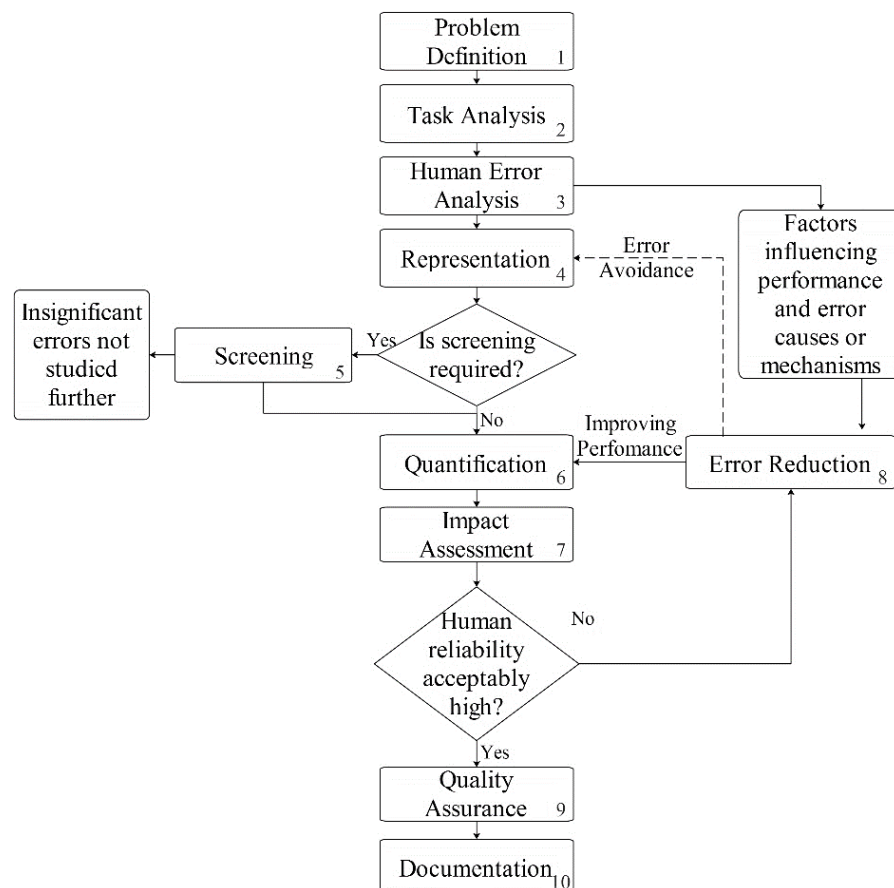 Problem
Definition 1
Task Analysis 2
Human Error
Analysis 3
Factors
influencing
performance
and error
causes or
mechanisms
Representation 4
Error
Avoidance
Insignificant
errors not
studied
further
Screening 5
Yes
Is screening
required?
No
Improving
Perfomance
Quantification 6
Error Reduction 8
Impact
Assessment 7
Human
reliability
acceptably
high?
No
Yes
Quality
Assurance 9
Documentation 10